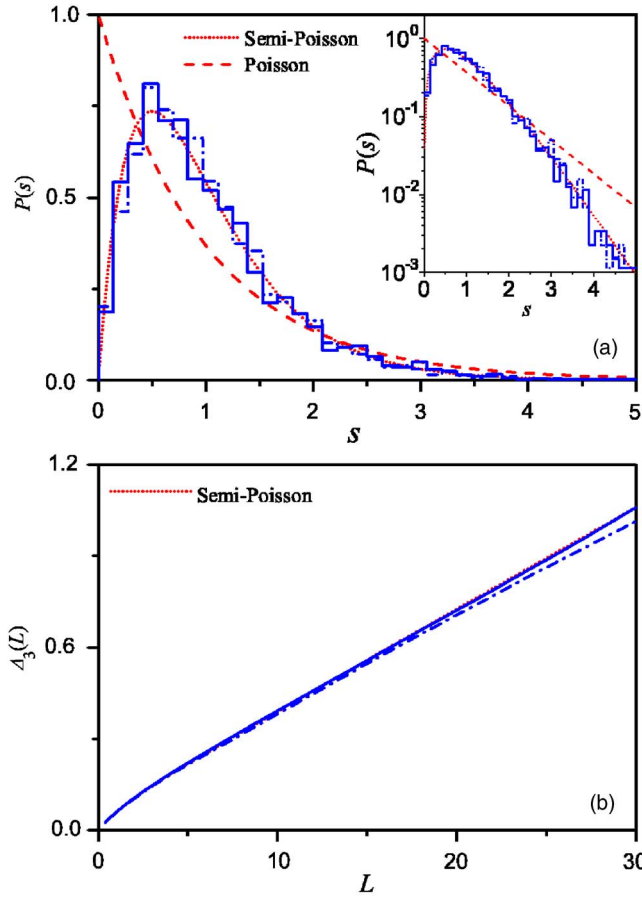 1.0
0.5
0.0
P(s)
Semi-Poisson
Poisson
10⁰
10⁻¹
10⁻²
10⁻³
P(s)
0 1 2 3 4
s
(a)
0 1 2 3 4 5
s
1.2
0.6
0.0
Δ₃(L)
Semi-Poisson
(b)
0 10 20 30
L